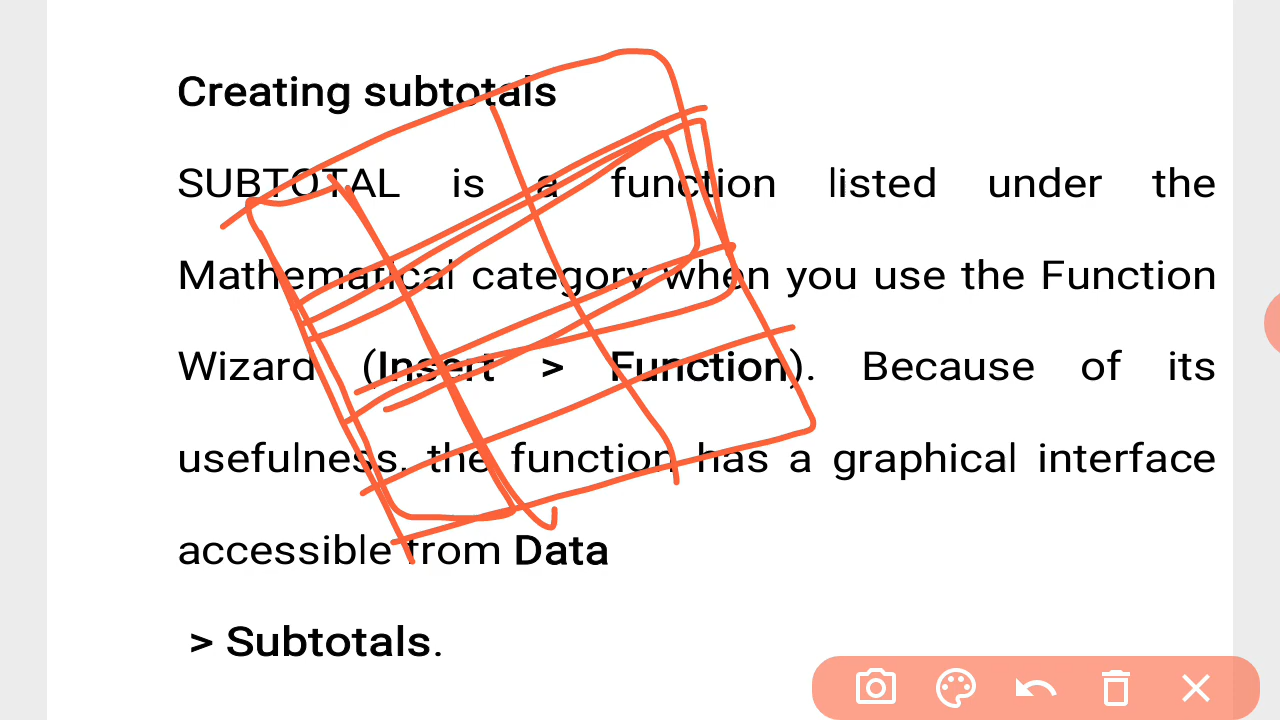 Creating subtotals
SUBTOTAL is a function listed under the
Mathematical category when you use the Function
Wizard (Insert > Function). Because of its
usefulness, the function has a graphical interface
accessible from Data
> Subtotals.